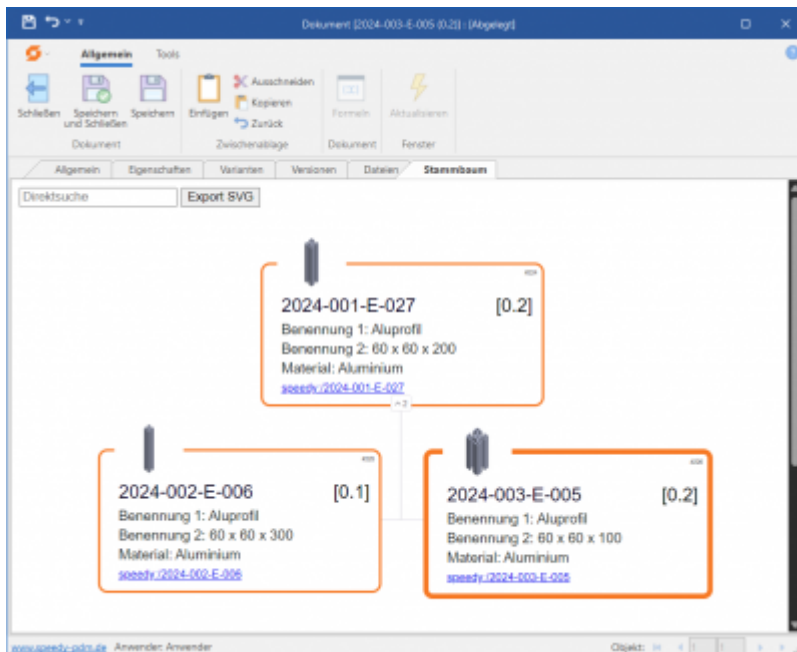 Dokument [2024-003-E-005 (0.2)] : [Abgelegt]
Allgemein Tools
Schließen
Speichern und Schließen
Speichern
Einfügen
Ausschneiden
Kopieren
Zurück
Formeln
Aktualisieren
Dokument Zwischenablage Dokument Fenster
Allgemein Eigenschaften Varianten Versionen Dateien Stammbaum
Direktsuche Export SVG
2024-001-E-027 [0.2]
Benennung 1: Aluprofil
Benennung 2: 60 x 60 x 200
Material: Aluminium
speedy:/2024-001-E-027
2024-002-E-006 [0.1]
Benennung 1: Aluprofil
Benennung 2: 60 x 60 x 300
Material: Aluminium
speedy:/2024-002-E-006
2024-003-E-005 [0.2]
Benennung 1: Aluprofil
Benennung 2: 60 x 60 x 100
Material: Aluminium
speedy:/2024-003-E-005
www.speedy-pdm.de Anwender: Anwender Objekt: 1 1